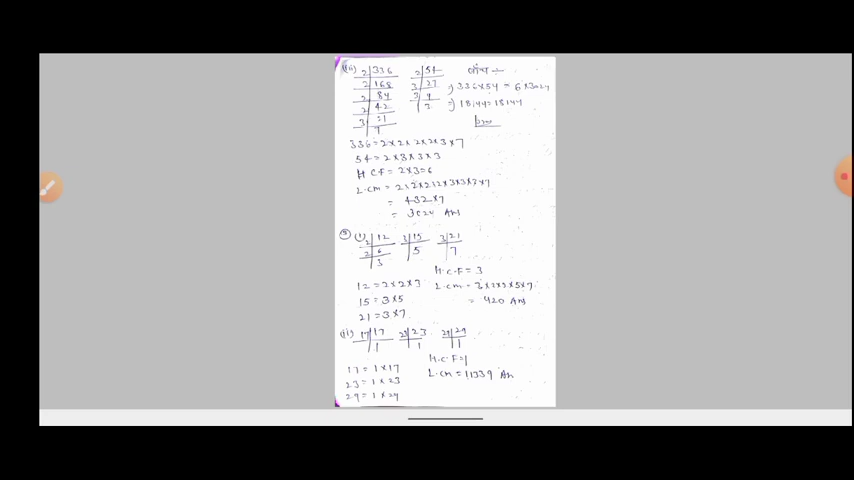 (iii) 2|336 2|54 जाँच :-
2|168 3|27 => 336×54 = 6×3024
2|84 3|9 => 18144=18144
2|42 3
3|21
7
336=2×2×2×2×3×7
54=2×3×3×3
H CF = 2×3=6
L.cm = 2×2×2×2×3×3×3×7
= 432×7
= 3024 Ans
③ (i) 2|12 3|15 3|21
2|6 5 7
3
H.C.F= 3
12=2×2×3 L.cm = 3×2×2×5×7
15=3×5 = 420 Ans
21=3×7
(ii) 17|17 23|23 29|29
1 1 1
H.C.F=1
17= 1×17 L.cm = 11339 An
23= 1×23
29= 1×29